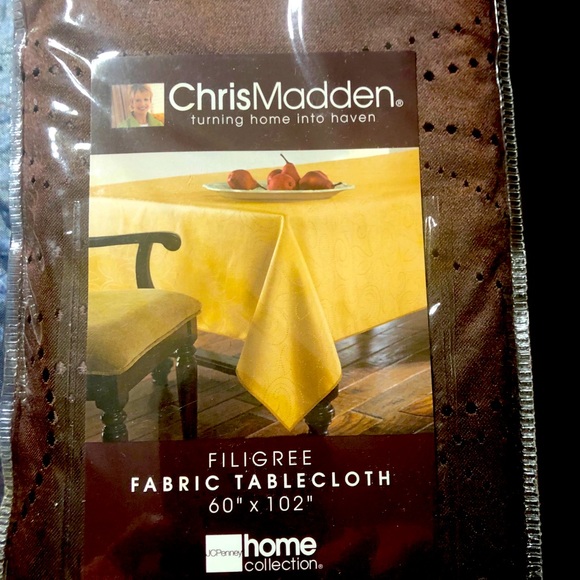 ChrisMadden®
turning home into haven
FILIGREE
FABRIC TABLECLOTH
60" x 102"
JCPenney home
collection®